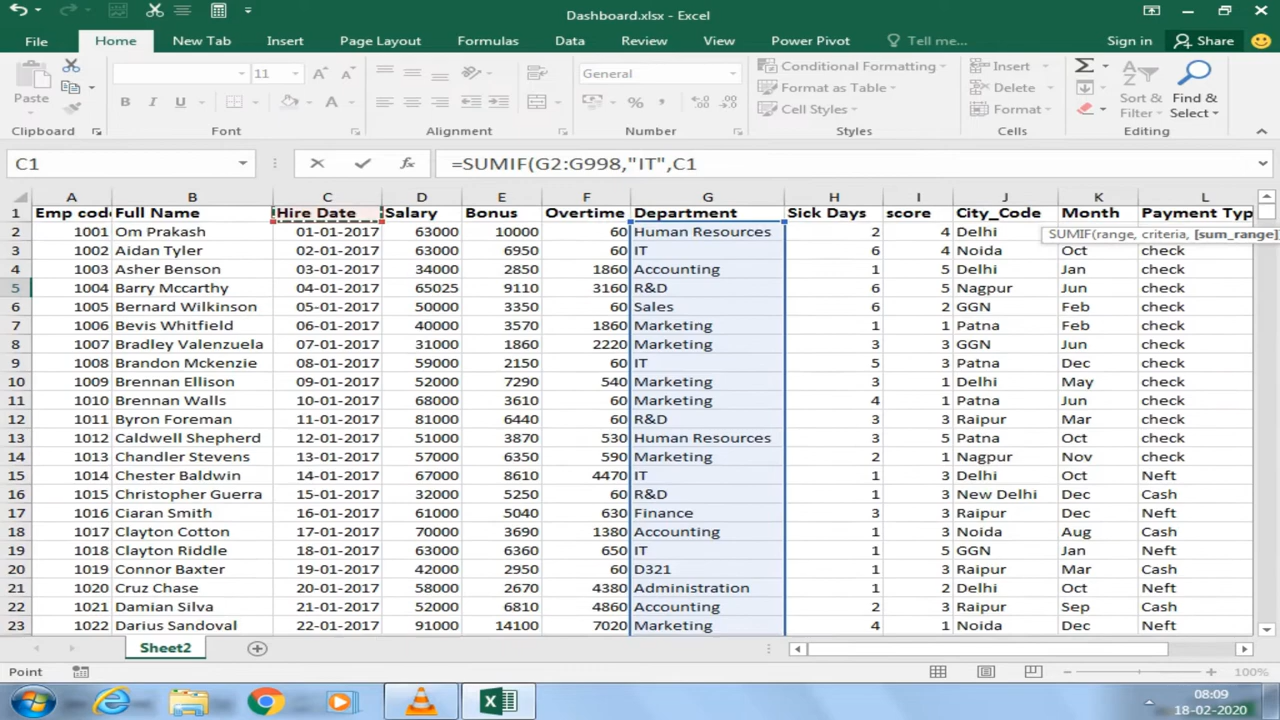 Dashboard.xlsx - Excel
File Home New Tab Insert Page Layout Formulas Data Review View Power Pivot Tell me... Sign in Share
Paste 11 General Conditional Formatting Insert
Format as Table Delete
B I U % , Cell Styles Format Sort & Filter Find & Select
Clipboard Font Alignment Number Styles Cells Editing
C1 fx =SUMIF(G2:G998,"IT",C1
A B C D E F G H I J K L
1 Emp code Full Name Hire Date Salary Bonus Overtime Department Sick Days score City_Code Month Payment Typ
2 1001 Om Prakash 01-01-2017 63000 10000 60 Human Resources 2 4 Delhi
SUMIF(range, criteria, [sum_range]
3 1002 Aidan Tyler 02-01-2017 63000 6950 60 IT 6 4 Noida Oct check
4 1003 Asher Benson 03-01-2017 34000 2850 1860 Accounting 1 5 Delhi Jan check
5 1004 Barry Mccarthy 04-01-2017 65025 9110 3160 R&D 6 5 Nagpur Jun check
6 1005 Bernard Wilkinson 05-01-2017 50000 3350 60 Sales 6 2 GGN Feb check
7 1006 Bevis Whitfield 06-01-2017 40000 3570 1860 Marketing 1 1 Patna Feb check
8 1007 Bradley Valenzuela 07-01-2017 31000 1860 2220 Marketing 3 3 GGN Jun check
9 1008 Brandon Mckenzie 08-01-2017 59000 2150 60 IT 5 3 Patna Dec check
10 1009 Brennan Ellison 09-01-2017 52000 7290 540 Marketing 3 1 Delhi May check
11 1010 Brennan Walls 10-01-2017 68000 3610 60 Marketing 4 1 Patna Jun check
12 1011 Byron Foreman 11-01-2017 81000 6440 60 R&D 3 3 Raipur Mar check
13 1012 Caldwell Shepherd 12-01-2017 51000 3870 530 Human Resources 3 5 Patna Oct check
14 1013 Chandler Stevens 13-01-2017 57000 6350 590 Marketing 2 1 Nagpur Nov check
15 1014 Chester Baldwin 14-01-2017 67000 8610 4470 IT 1 3 Delhi Oct Neft
16 1015 Christopher Guerra 15-01-2017 32000 5250 60 R&D 1 3 New Delhi Dec Cash
17 1016 Ciaran Smith 16-01-2017 61000 5040 630 Finance 1 3 Raipur Dec Neft
18 1017 Clayton Cotton 17-01-2017 70000 3690 1380 Accounting 1 3 Noida Aug Cash
19 1018 Clayton Riddle 18-01-2017 63000 6360 650 IT 1 5 GGN Jan Neft
20 1019 Connor Baxter 19-01-2017 42000 2950 60 D321 1 3 Raipur Mar Cash
21 1020 Cruz Chase 20-01-2017 58000 2670 4380 Administration 1 2 Delhi Oct Neft
22 1021 Damian Silva 21-01-2017 52000 6810 4860 Accounting 2 3 Raipur Sep Cash
23 1022 Darius Sandoval 22-01-2017 91000 14100 7020 Marketing 4 1 Noida Dec Neft
Sheet2
Point 100%
08:09
18-02-2020